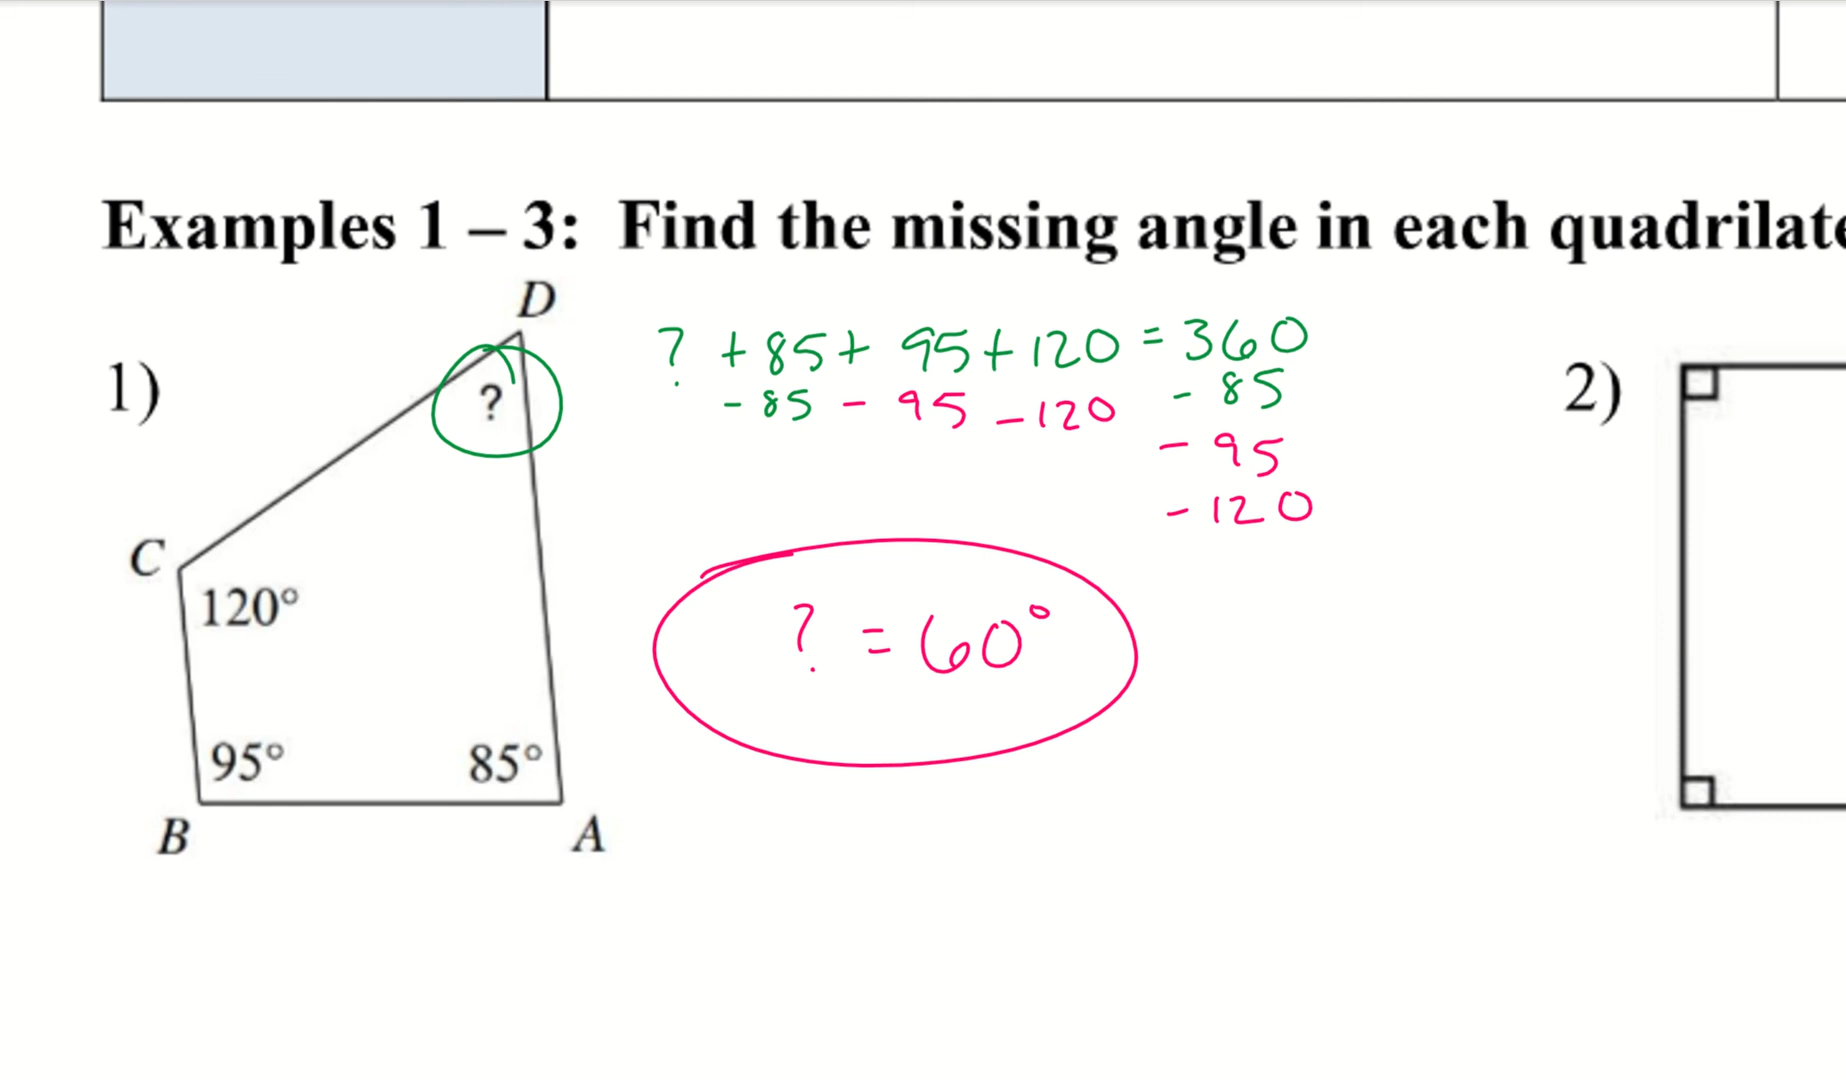 Examples 1 – 3: Find the missing angle in each
D
1)
?
C
120°
95°
85°
B
A
? + 85 + 95 + 120 = 360
- 85 - 95 - 120 - 85
- 95
- 120
? = 60°
2)